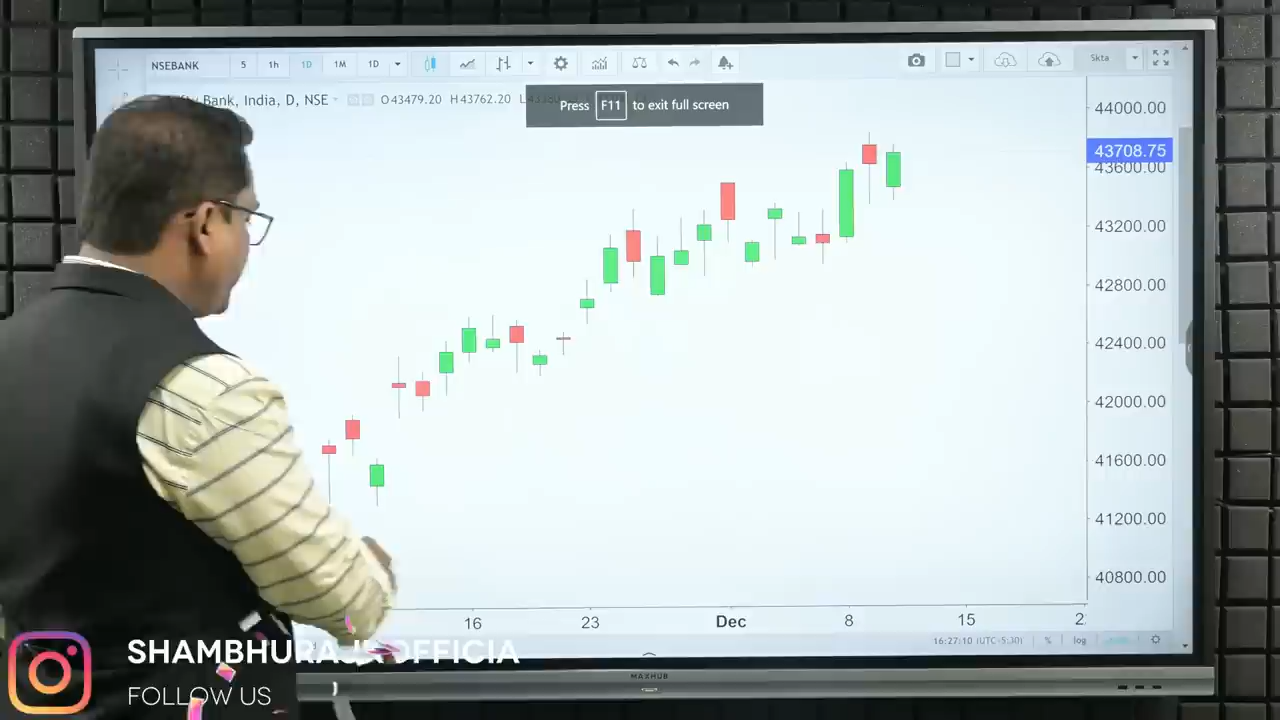 NSEBANK 5 1h 1D 1M 1D Skta
Bank, India, D, NSE O43479.20 H43762.20
Press F11 to exit full screen
44000.00
43708.75
43600.00
43200.00
42800.00
42400.00
42000.00
41600.00
41200.00
40800.00
16 23 Dec 8 15 2
16:27:10 (UTC-5:30) % log
MAXHUB
SHAMBHURAJE OFFICIA
FOLLOW US